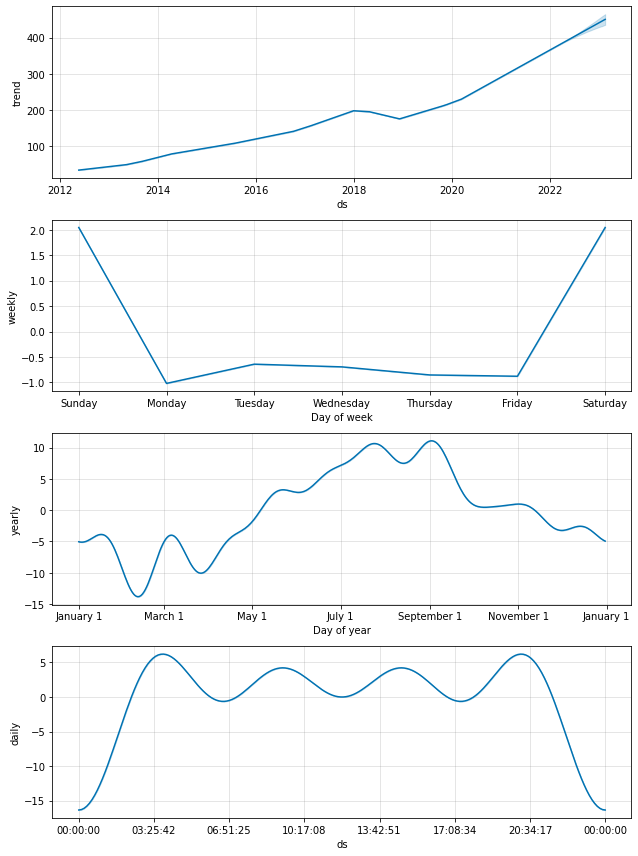 400
300
200
100
trend
2012 2014 2016 2018 2020 2022
ds
2.0
1.5
1.0
0.5
0.0
−0.5
−1.0
weekly
Sunday Monday Tuesday Wednesday Thursday Friday Saturday
Day of week
10
5
0
−5
−10
−15
yearly
January 1 March 1 May 1 July 1 September 1 November 1 January 1
Day of year
5
0
−5
−10
−15
daily
00:00:00 03:25:42 06:51:25 10:17:08 13:42:51 17:08:34 20:34:17 00:00:00
ds